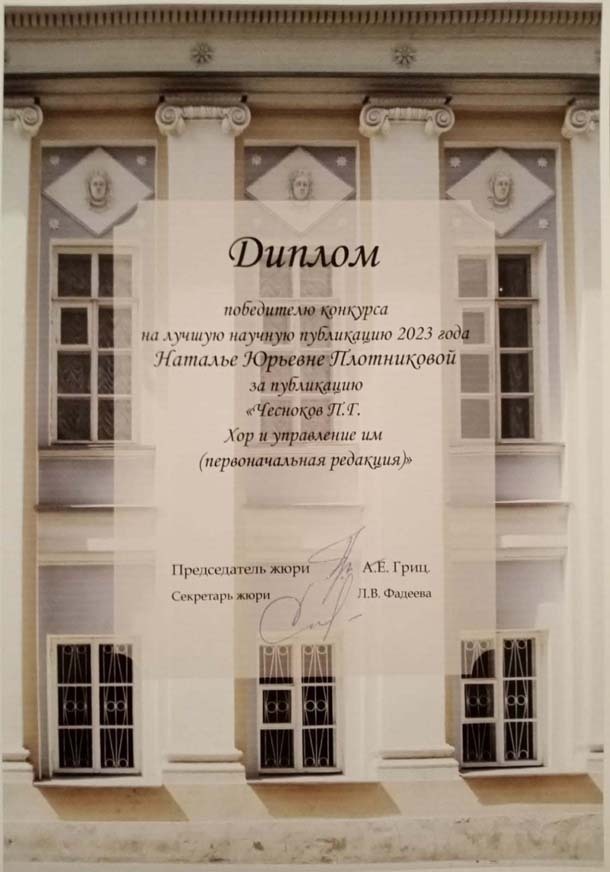 Диплом
победителю конкурса
на лучшую научную публикацию 2023 года
Наталье Юрьевне Плотниковой
за публикацию
«Чесноков П.Г.
Хор и управление им
(первоначальная редакция)»
Председатель жюри А.Е. Гриц.
Секретарь жюри Л.В. Фадеева